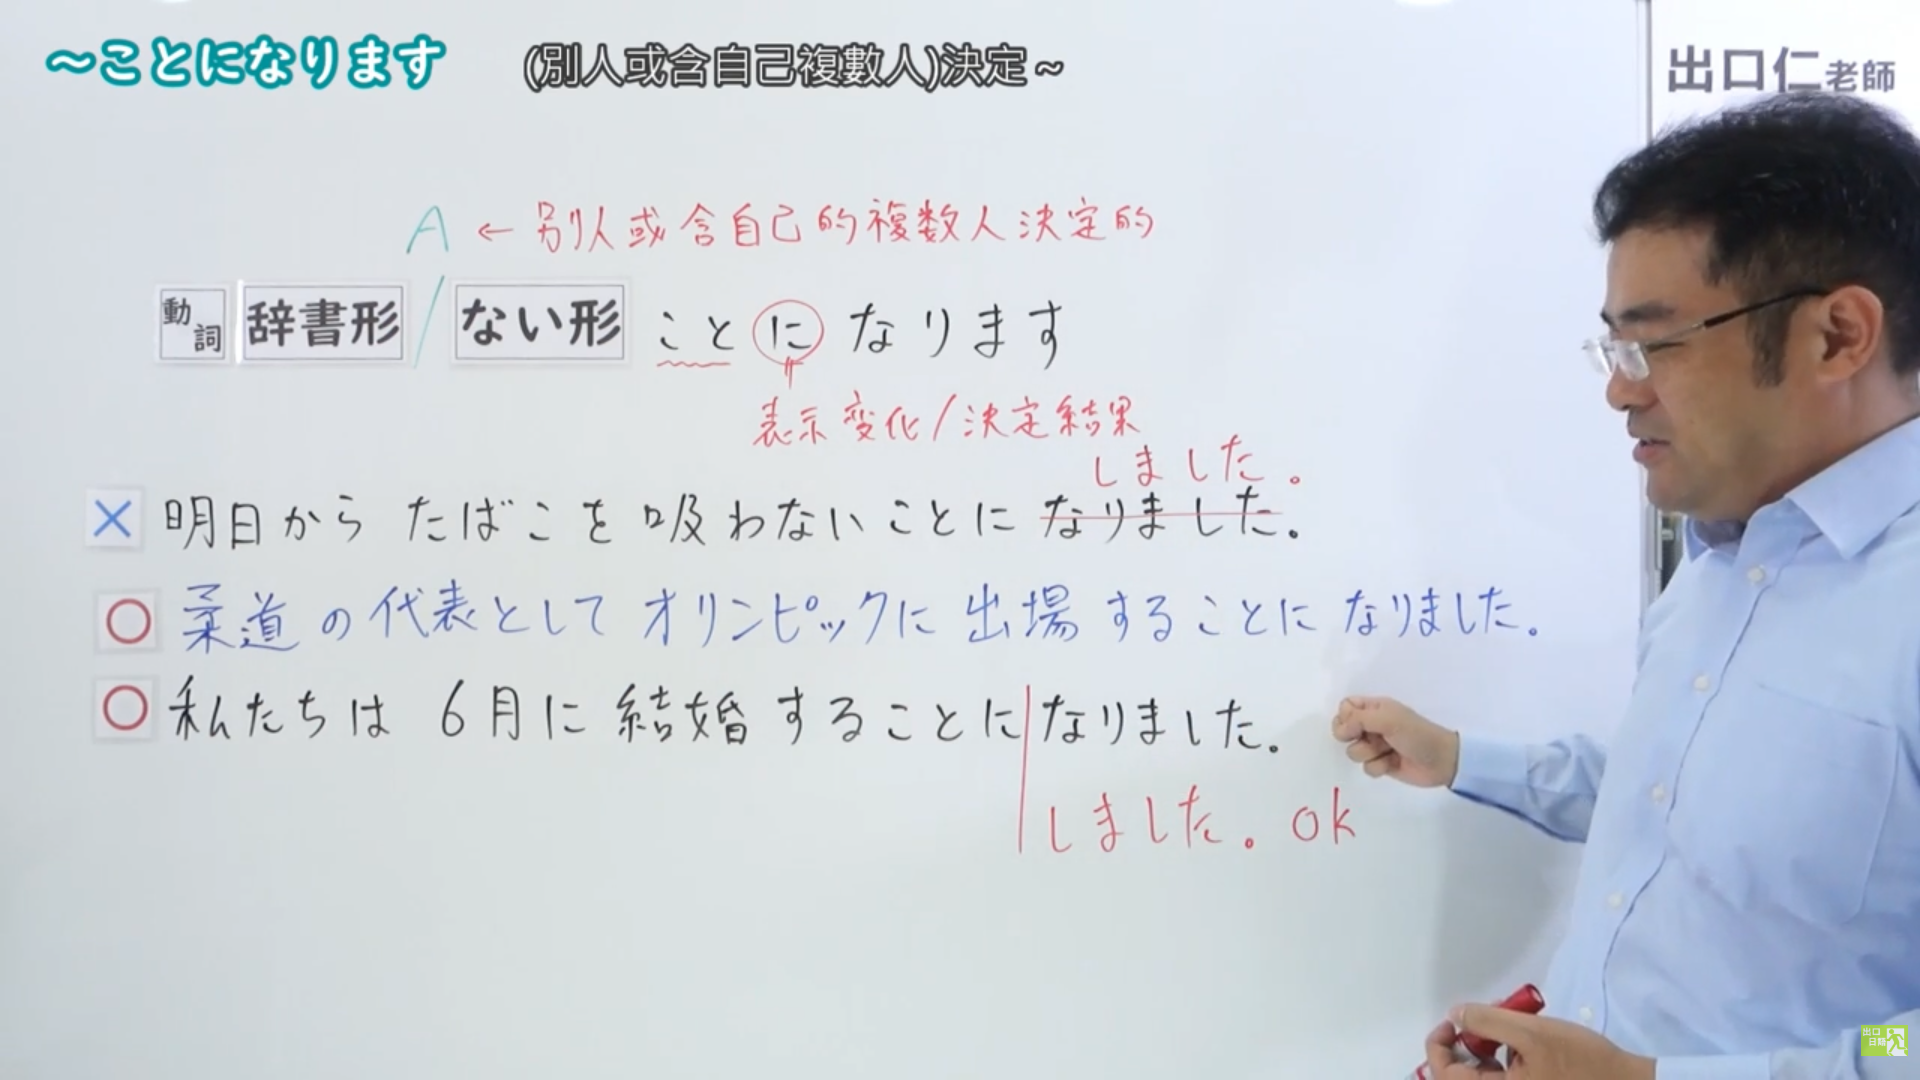 ～ことになります (別人或含自己複數人)決定～
出口仁老師
A ← 別人或含自己的複数人決定的
動詞 辞書形 / ない形 ことになります
表示変化/決定結果
しました。
× 明日から たばこを 吸わないことに なりました。
○ 柔道の代表として オリンピックに 出場 することに なりました。
○ 私たちは 6月に 結婚 することに なりました。
しました。ok
出口
日語